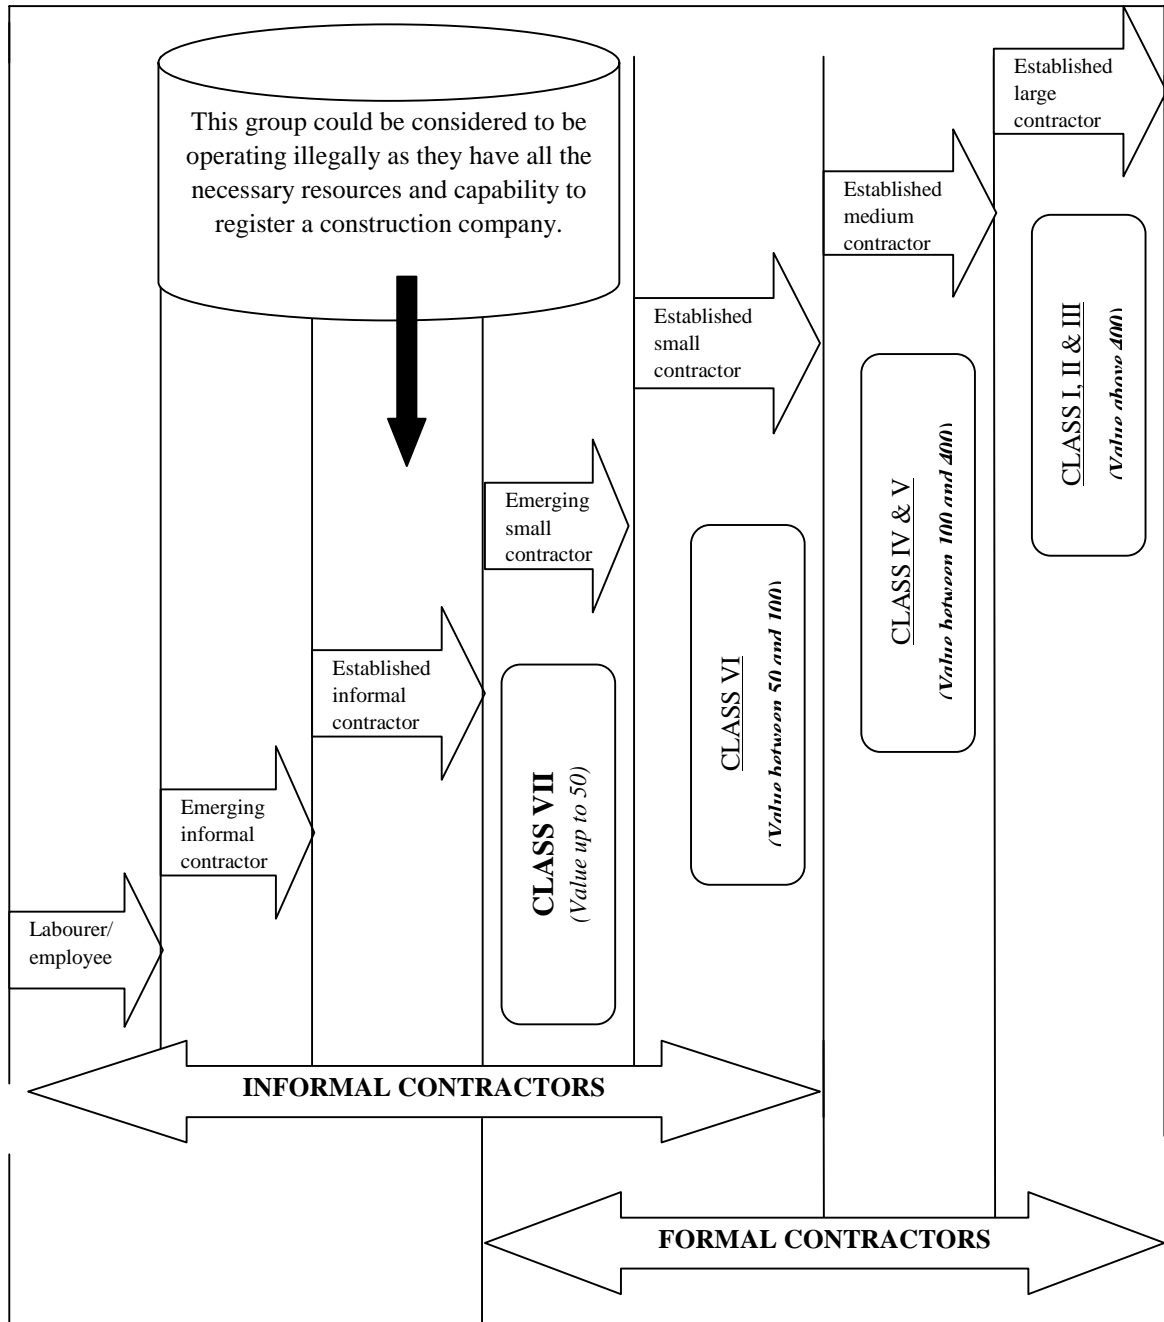 This group could be considered to be
operating illegally as they have all the
necessary resources and capability to
register a construction company.
Established
large
contractor
Established
medium
contractor
Established
small
contractor
Emerging
small
contractor
Established
informal
contractor
Emerging
informal
contractor
Labourer/
employee
CLASS VII
(Value up to 50)
CLASS VI
(Value between 50 and 100)
CLASS IV & V
(Value between 100 and 400)
CLASS I, II & III
(Value above 400)
INFORMAL CONTRACTORS
FORMAL CONTRACTORS